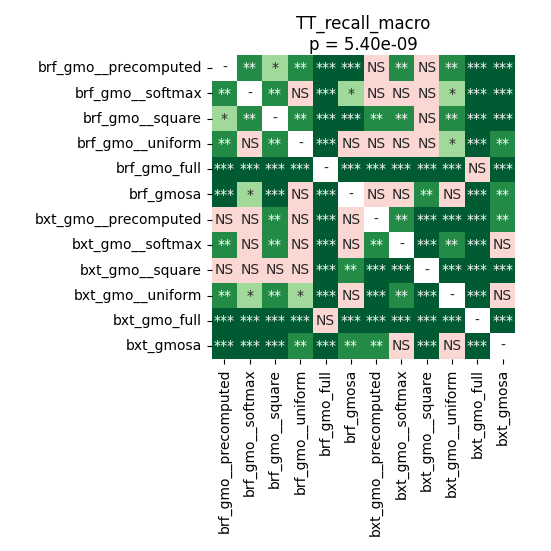 TT_recall_macro
p = 5.40e-09
brf_gmo__precomputed - ** * ** *** *** NS ** NS ** *** ***
brf_gmo__softmax ** - ** NS *** * NS NS NS * *** ***
brf_gmo__square * ** - ** *** *** ** ** NS ** *** ***
brf_gmo__uniform ** NS ** - *** NS NS NS NS * *** **
brf_gmo_full *** *** *** *** - *** *** *** *** *** NS ***
brf_gmosa *** * *** NS *** - NS NS ** NS *** **
bxt_gmo__precomputed NS NS ** NS *** NS - ** *** *** *** **
bxt_gmo__softmax ** NS ** NS *** NS ** - *** ** *** NS
bxt_gmo__square NS NS NS NS *** ** *** *** - *** *** ***
bxt_gmo__uniform ** * ** * *** NS *** ** *** - *** NS
bxt_gmo_full *** *** *** *** NS *** *** *** *** *** - ***
bxt_gmosa *** *** *** ** *** ** ** NS *** NS *** -
brf_gmo__precomputed
brf_gmo__softmax
brf_gmo__square
brf_gmo__uniform
brf_gmo_full
brf_gmosa
bxt_gmo__precomputed
bxt_gmo__softmax
bxt_gmo__square
bxt_gmo__uniform
bxt_gmo_full
bxt_gmosa